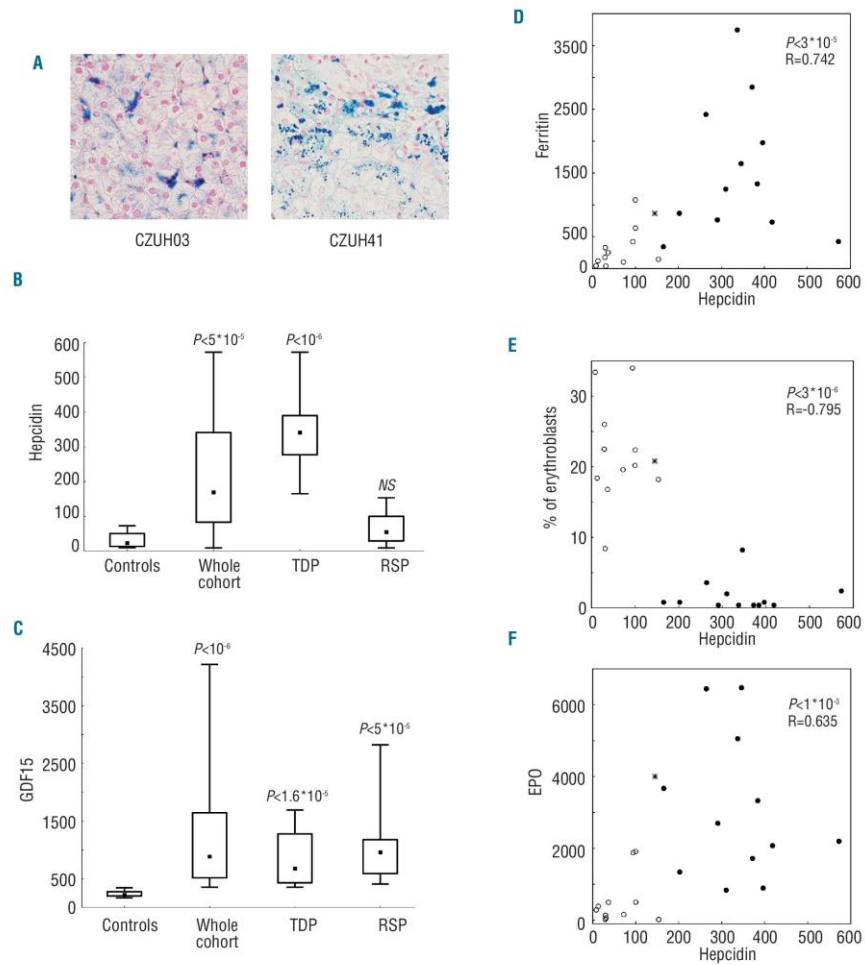 A
CZUH03
CZUH41
B
Hepcidin
600
500
400
300
200
100
0
P<5*10⁻⁵
P<10⁻⁶
NS
Controls
Whole
cohort
TDP
RSP
C
GDF15
4500
3500
2500
1500
500
0
P<10⁻⁶
P<1.6*10⁻⁵
P<5*10⁻⁵
Controls
Whole
cohort
TDP
RSP
D
Ferritin
3500
2500
1500
500
0
P<3*10⁻⁵
R=0.742
0 100 200 300 400 500 600
Hepcidin
E
% of erythroblasts
30
20
10
0
P<3*10⁻⁶
R=-0.795
0 100 200 300 400 500 600
Hepcidin
F
EPO
6000
4000
2000
0
P<1*10⁻³
R=0.635
0 100 200 300 400 500 600
Hepcidin